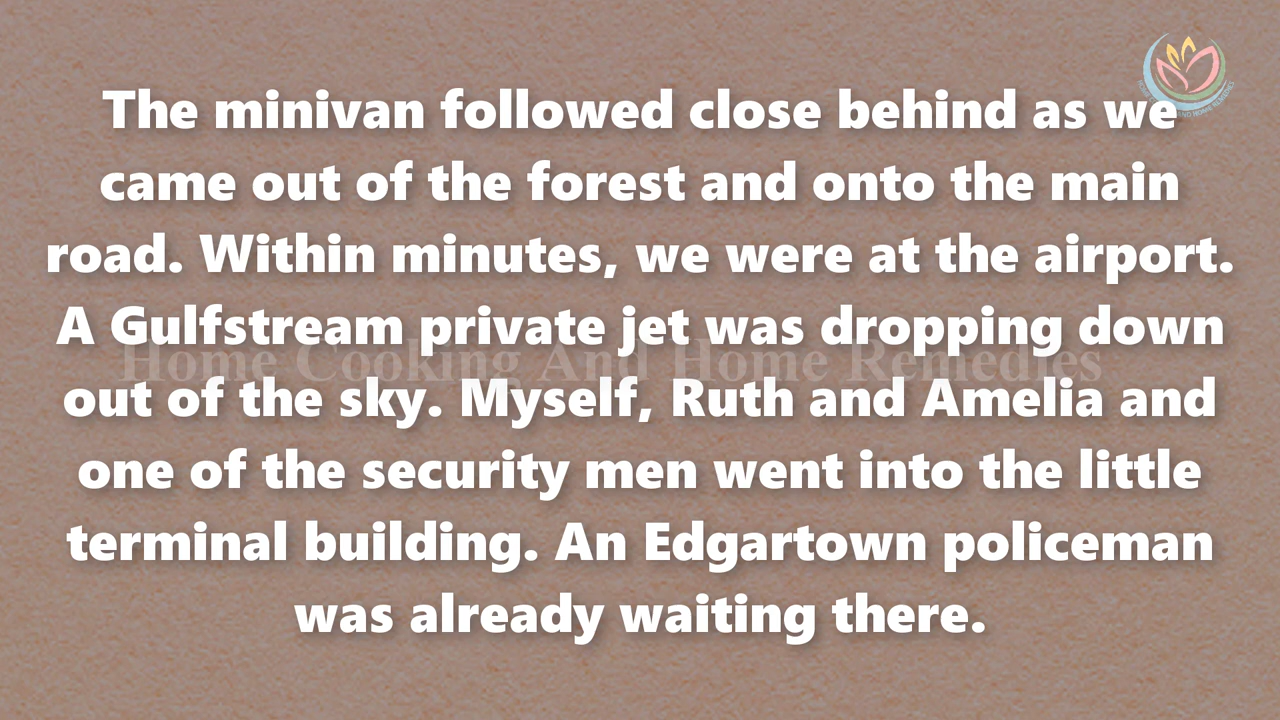 The minivan followed close behind as we
came out of the forest and onto the main
road. Within minutes, we were at the airport.
A Gulfstream private jet was dropping down
Home Cooking And Home Remedies
out of the sky. Myself, Ruth and Amelia and
one of the security men went into the little
terminal building. An Edgartown policeman
was already waiting there.